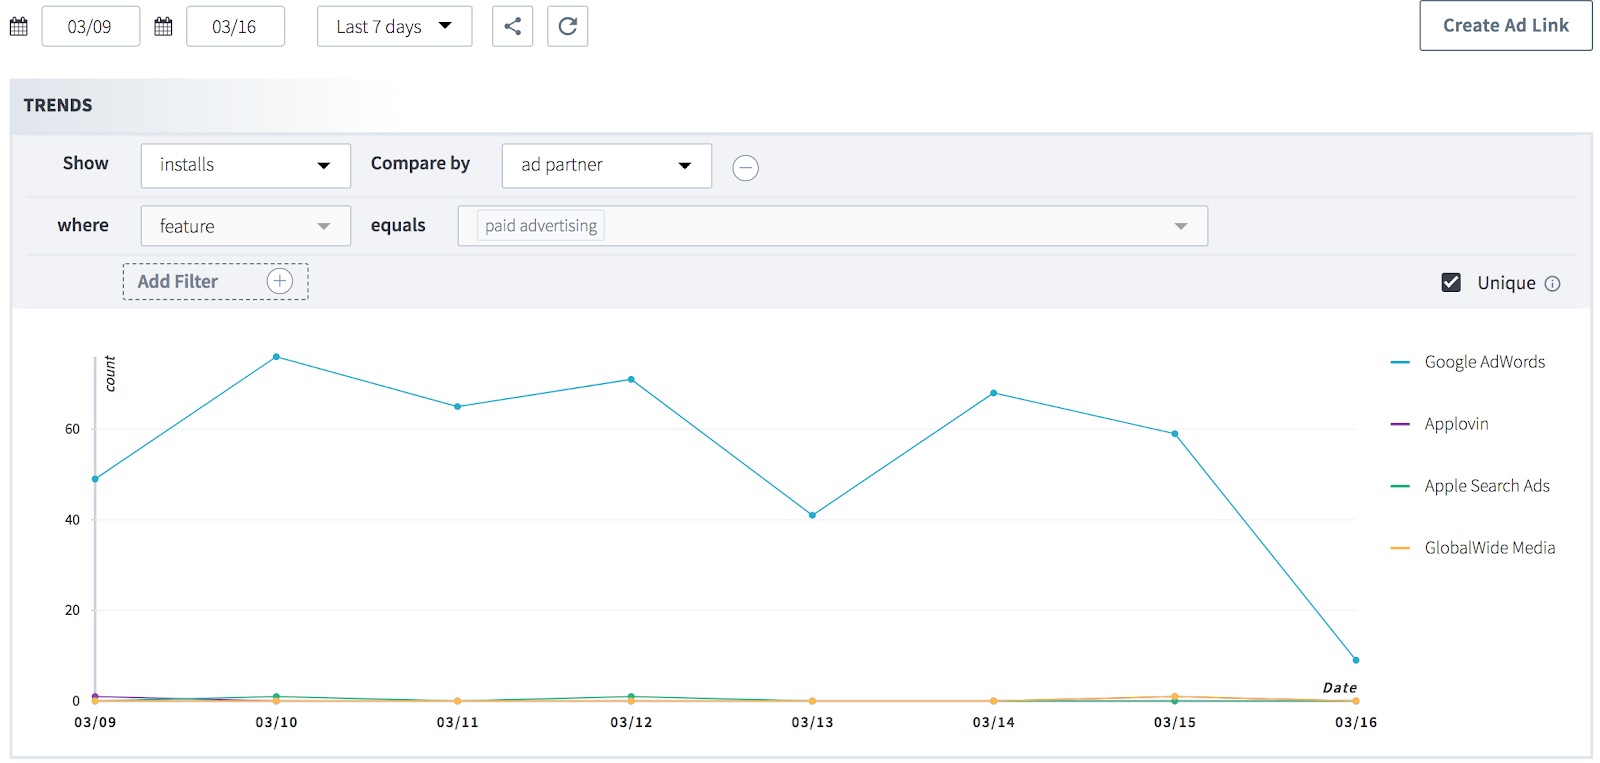 03/09 03/16 Last 7 days Create Ad Link
TRENDS
Show installs Compare by ad partner
where feature equals paid advertising
Add Filter Unique
count
Google AdWords
Applovin
Apple Search Ads
GlobalWide Media
60
40
20
0
Date
03/09 03/10 03/11 03/12 03/13 03/14 03/15 03/16